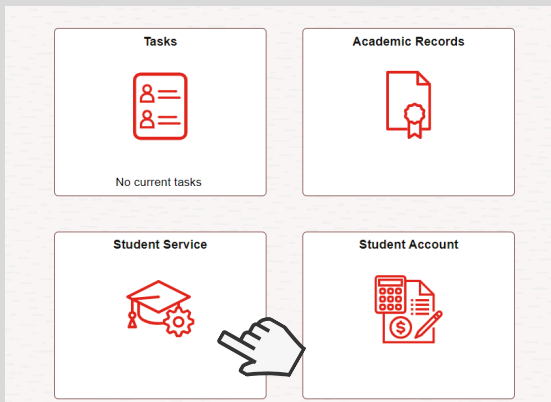 Tasks
Academic Records
No current tasks
Student Service
Student Account
$